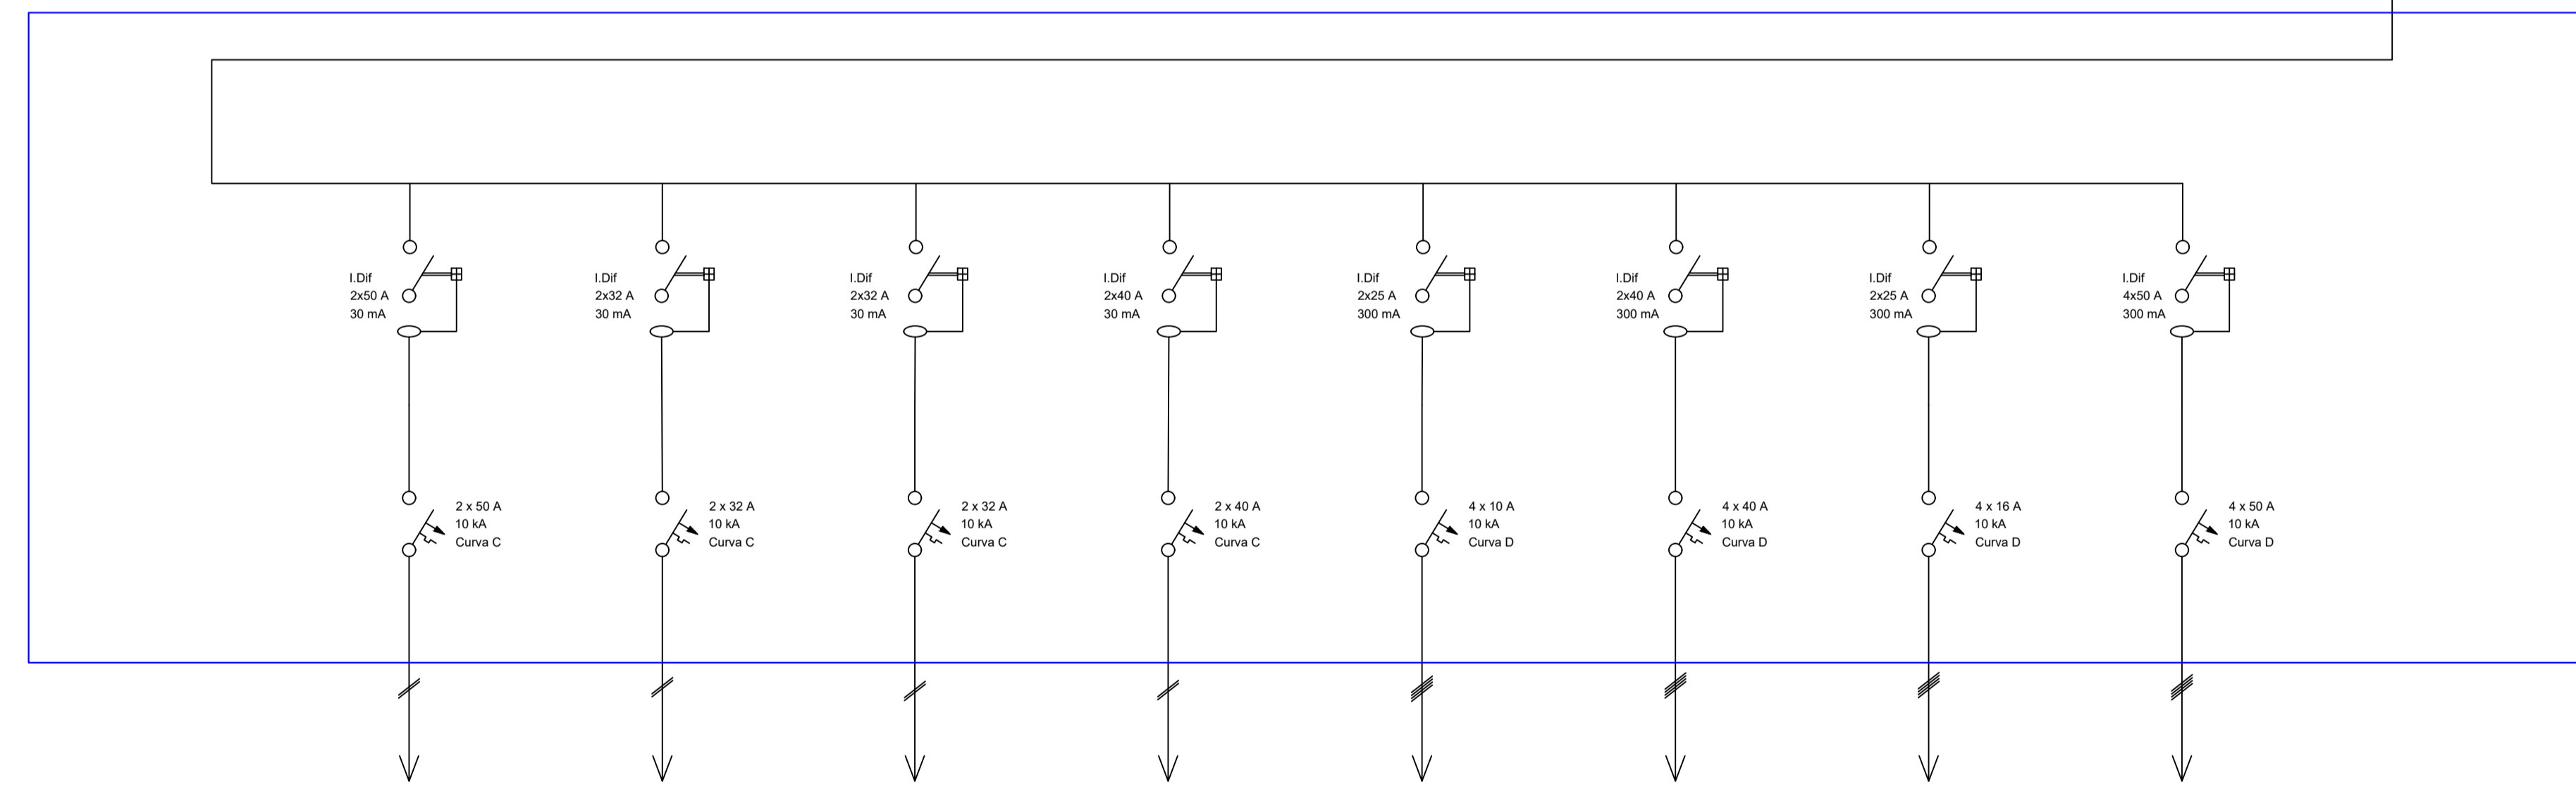 I.Dif
2x50 A
30 mA
I.Dif
2x32 A
30 mA
I.Dif
2x32 A
30 mA
I.Dif
2x40 A
30 mA
I.Dif
2x25 A
300 mA
I.Dif
2x40 A
300 mA
I.Dif
2x25 A
300 mA
I.Dif
4x50 A
300 mA
2 x 50 A
10 kA
Curva C
2 x 32 A
10 kA
Curva C
2 x 32 A
10 kA
Curva C
2 x 40 A
10 kA
Curva C
4 x 10 A
10 kA
Curva D
4 x 40 A
10 kA
Curva D
4 x 16 A
10 kA
Curva D
4 x 50 A
10 kA
Curva D